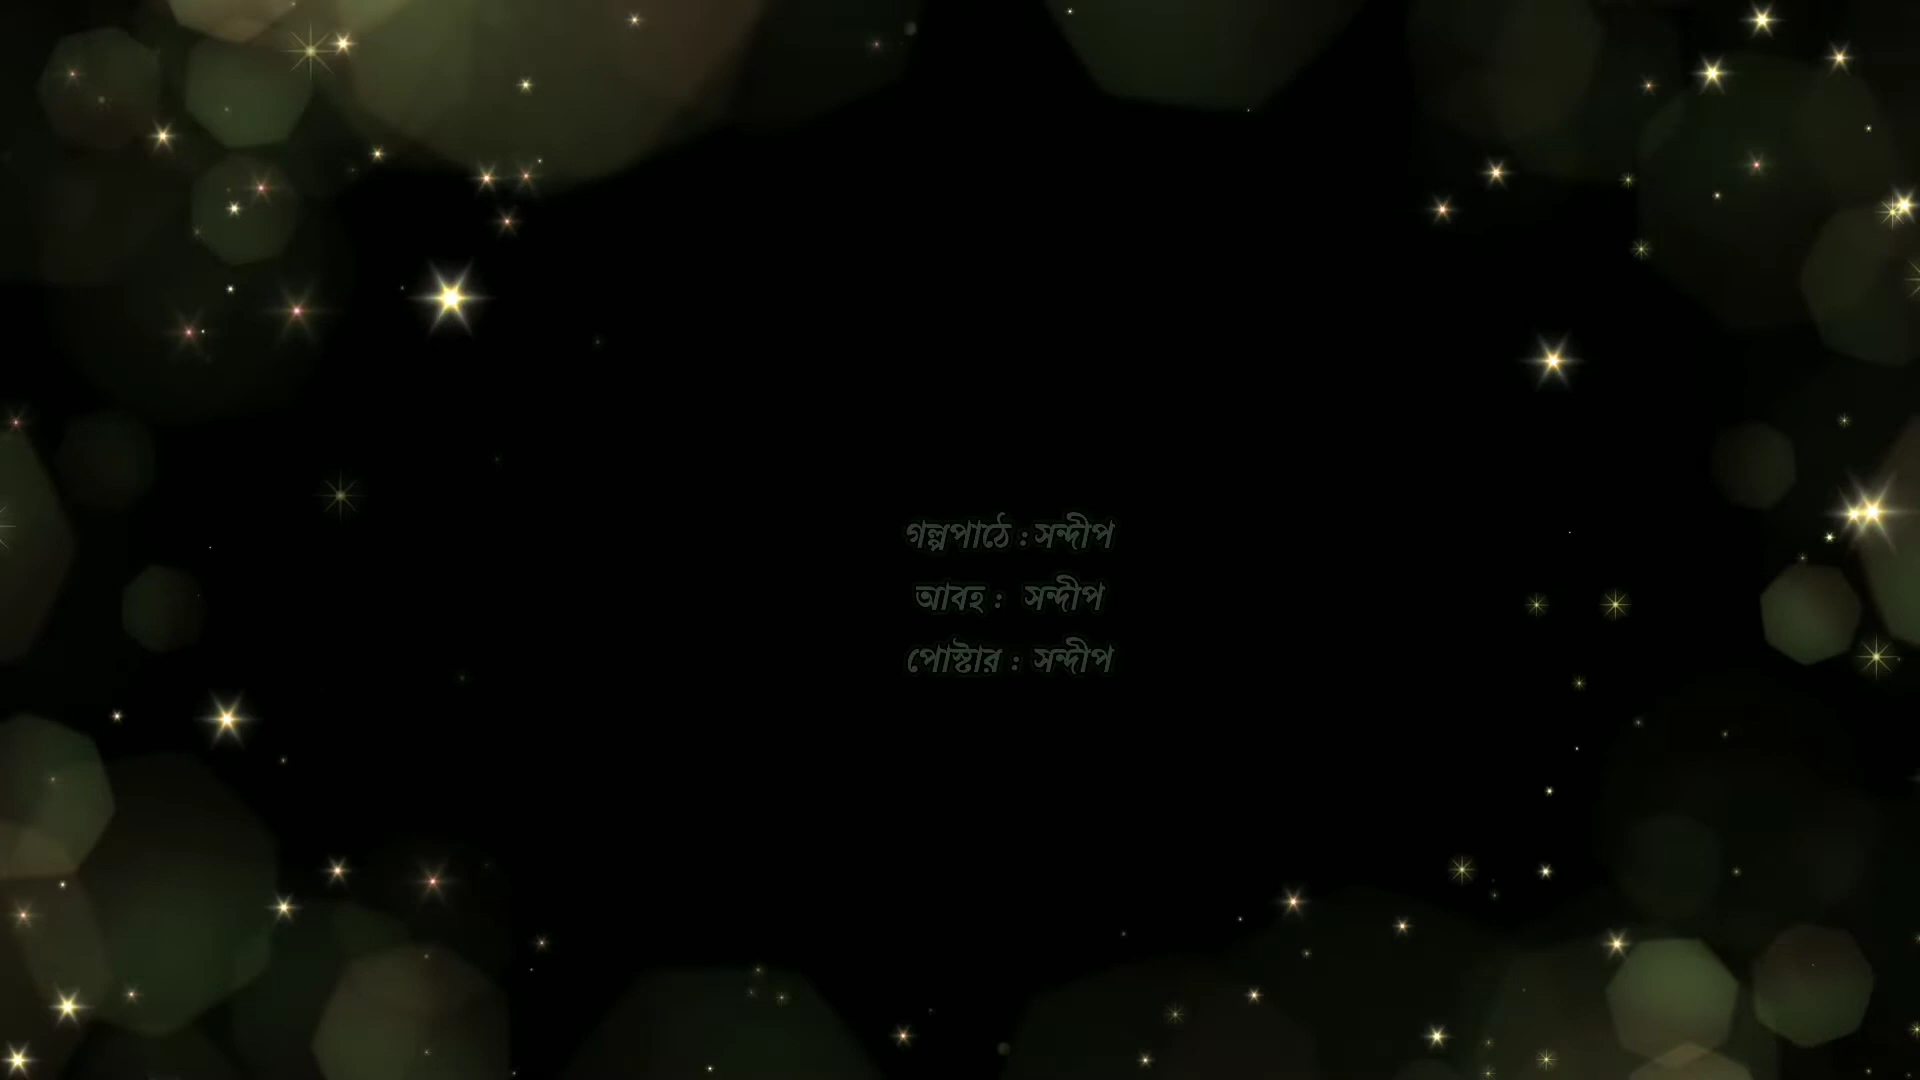 গল্পপাঠে : সন্দীপ
আবহ : সন্দীপ
পোস্টার : সন্দীপ